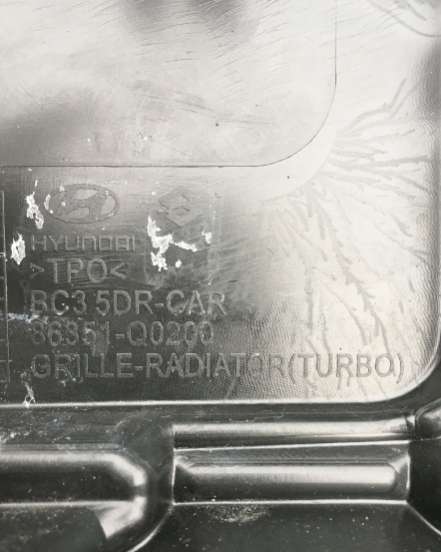 HYUNDAI
>TPO<
BC3 5DR-CAR
86351-Q0200
GRILLE-RADIATOR(TURBO)